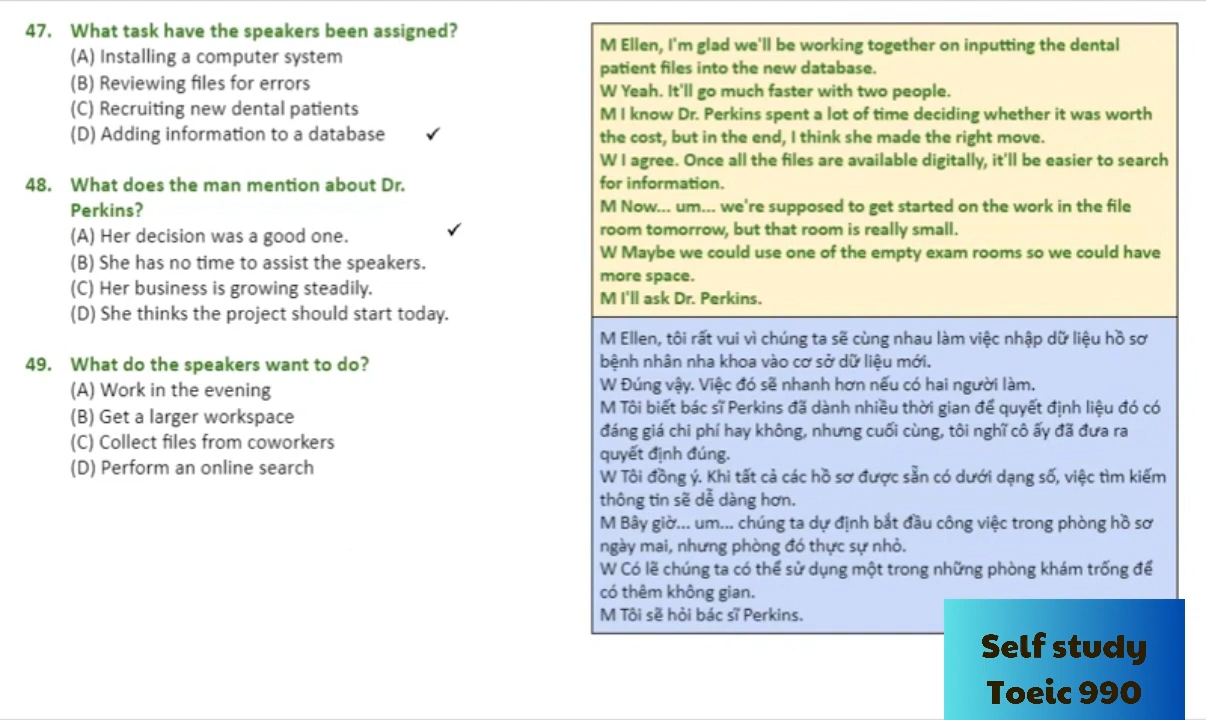 47. What task have the speakers been assigned?
(A) Installing a computer system
(B) Reviewing files for errors
(C) Recruiting new dental patients
(D) Adding information to a database ✓
48. What does the man mention about Dr.
Perkins?
(A) Her decision was a good one. ✓
(B) She has no time to assist the speakers.
(C) Her business is growing steadily.
(D) She thinks the project should start today.
49. What do the speakers want to do?
(A) Work in the evening
(B) Get a larger workspace
(C) Collect files from coworkers
(D) Perform an online search
M Ellen, I'm glad we'll be working together on inputting the dental
patient files into the new database.
W Yeah. It'll go much faster with two people.
M I know Dr. Perkins spent a lot of time deciding whether it was worth
the cost, but in the end, I think she made the right move.
W I agree. Once all the files are available digitally, it'll be easier to search
for information.
M Now... um... we're supposed to get started on the work in the file
room tomorrow, but that room is really small.
W Maybe we could use one of the empty exam rooms so we could have
more space.
M I'll ask Dr. Perkins.
M Ellen, tôi rất vui vì chúng ta sẽ cùng nhau làm việc nhập dữ liệu hồ sơ
bệnh nhân nha khoa vào cơ sở dữ liệu mới.
W Đúng vậy. Việc đó sẽ nhanh hơn nếu có hai người làm.
M Tôi biết bác sĩ Perkins đã dành nhiều thời gian để quyết định liệu đó có
đáng giá chi phí hay không, nhưng cuối cùng, tôi nghĩ cô ấy đã đưa ra
quyết định đúng.
W Tôi đồng ý. Khi tất cả các hồ sơ được sẵn có dưới dạng số, việc tìm kiếm
thông tin sẽ dễ dàng hơn.
M Bây giờ... um... chúng ta dự định bắt đầu công việc trong phòng hồ sơ
ngày mai, nhưng phòng đó thực sự nhỏ.
W Có lẽ chúng ta có thể sử dụng một trong những phòng khám trống để
có thêm không gian.
M Tôi sẽ hỏi bác sĩ Perkins.
Self study
Toeic 990